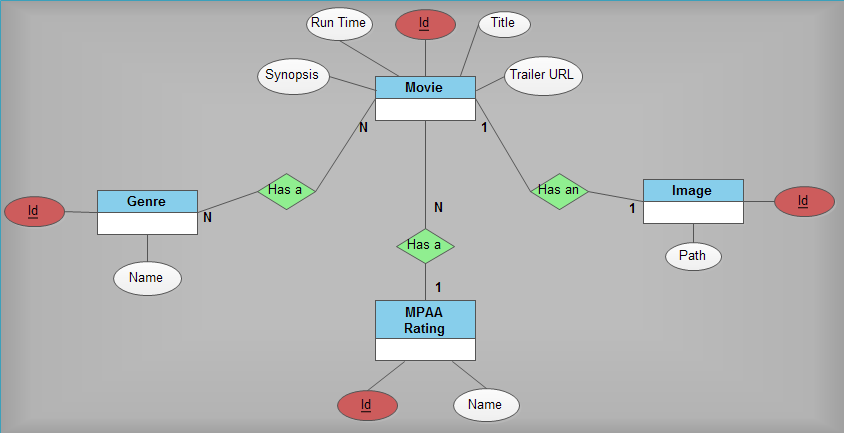 Run Time
Id
Title
Synopsis
Movie
Trailer URL
N
1
Has a
Has an
Image
Id
Genre
Id
N
N
1
Has a
Path
Name
1
MPAA
Rating
Id
Name